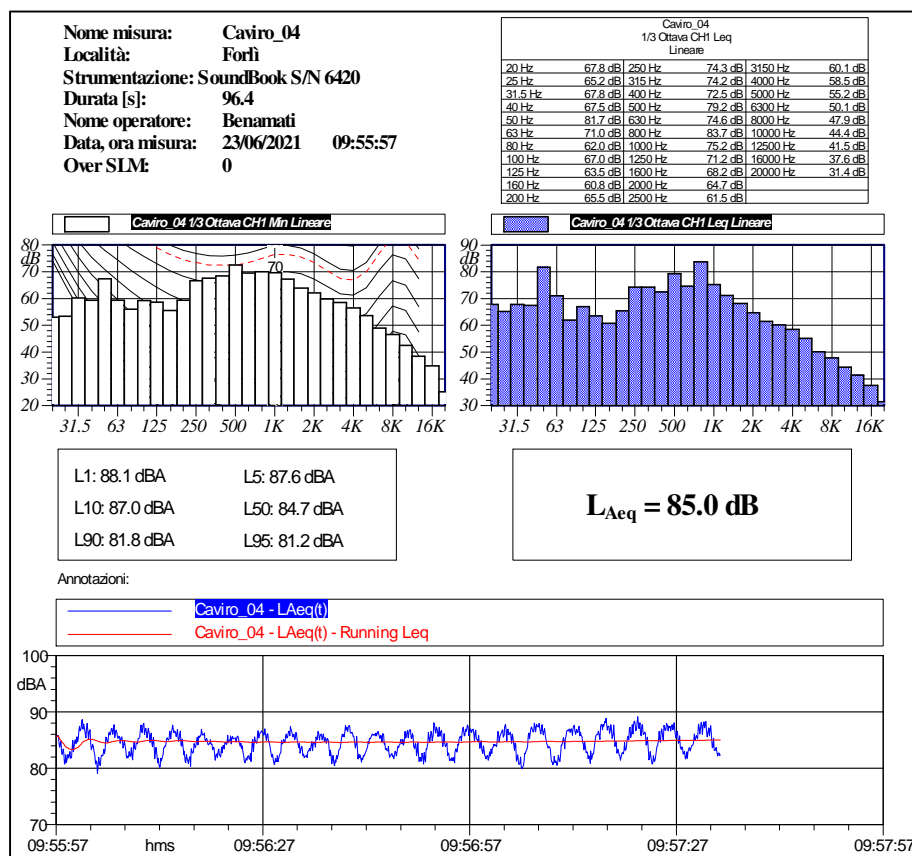 Nome misura: Caviro_04
Località: Forlì
Strumentazione: SoundBook S/N 6420
Durata [s]: 96.4
Nome operatore: Benamati
Data, ora misura: 23/06/2021 09:55:57
Over SLM: 0
Caviro_04
1/3 Ottava CH1 Leq
Lineare
20 Hz 67.8 dB 250 Hz 74.3 dB 3150 Hz 60.1 dB
25 Hz 65.2 dB 315 Hz 74.2 dB 4000 Hz 58.5 dB
31.5 Hz 67.8 dB 400 Hz 72.5 dB 5000 Hz 55.2 dB
40 Hz 67.5 dB 500 Hz 79.2 dB 6300 Hz 50.1 dB
50 Hz 81.7 dB 630 Hz 74.6 dB 8000 Hz 47.9 dB
63 Hz 71.0 dB 800 Hz 83.7 dB 10000 Hz 44.4 dB
80 Hz 62.0 dB 1000 Hz 75.2 dB 12500 Hz 41.5 dB
100 Hz 67.0 dB 1250 Hz 71.2 dB 16000 Hz 37.6 dB
125 Hz 63.5 dB 1600 Hz 68.2 dB 20000 Hz 31.4 dB
160 Hz 60.8 dB 2000 Hz 64.7 dB
200 Hz 65.5 dB 2500 Hz 61.5 dB
Caviro_04 1/3 Ottava CH1 Min Lineare
80
dB
70
60
50
40
30
20
70
31.5 63 125 250 500 1K 2K 4K 8K 16K
Caviro_04 1/3 Ottava CH1 Leq Lineare
90
dB
80
70
60
50
40
30
31.5 63 125 250 500 1K 2K 4K 8K 16K
L1: 88.1 dBA L5: 87.6 dBA
L10: 87.0 dBA L50: 84.7 dBA
L90: 81.8 dBA L95: 81.2 dBA
LAeq = 85.0 dB
Annotazioni:
Caviro_04 - LAeq(t)
Caviro_04 - LAeq(t) - Running Leq
100
dBA
90
80
70
09:55:57 hms 09:56:27 09:56:57 09:57:27 09:57:57